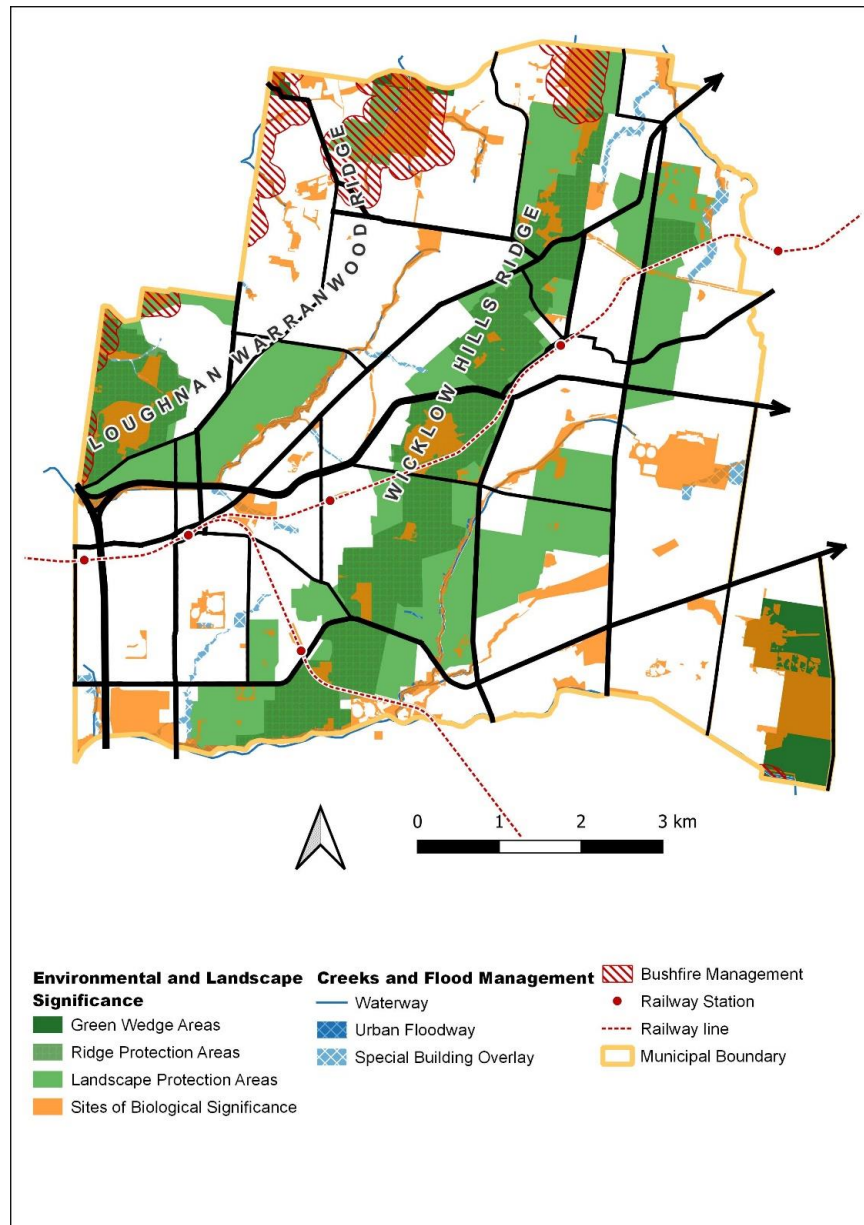 LOUGHNAN WARRANWOOD RIDGE
WICKLOW HILLS RIDGE
0 1 2 3 km
Environmental and Landscape
Significance
Green Wedge Areas
Ridge Protection Areas
Landscape Protection Areas
Sites of Biological Significance
Creeks and Flood Management
Waterway
Urban Floodway
Special Building Overlay
Bushfire Management
Railway Station
Railway line
Municipal Boundary